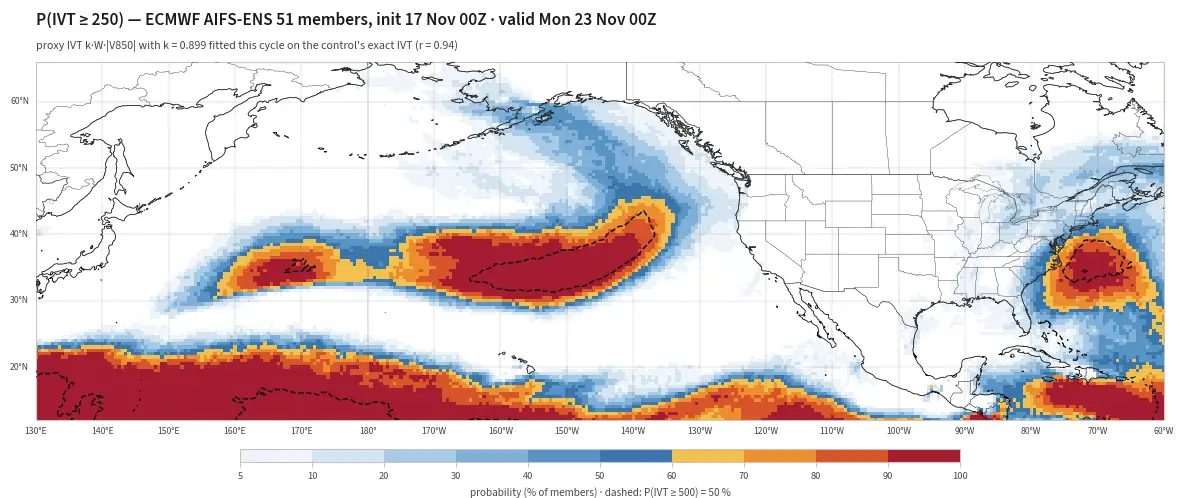 P(IVT ≥ 250) — ECMWF AIFS-ENS 51 members, init 17 Nov 00Z · valid Mon 23 Nov 00Z
proxy IVT k·W·|V850| with k = 0.899 fitted this cycle on the control's exact IVT (r = 0.94)
60°N
50°N
40°N
30°N
20°N
130°E 140°E 150°E 160°E 170°E 180° 170°W 160°W 150°W 140°W 130°W 120°W 110°W 100°W 90°W 80°W 70°W 60°W
5 10 20 30 40 50 60 70 80 90 100
probability (% of members) · dashed: P(IVT ≥ 500) = 50 %